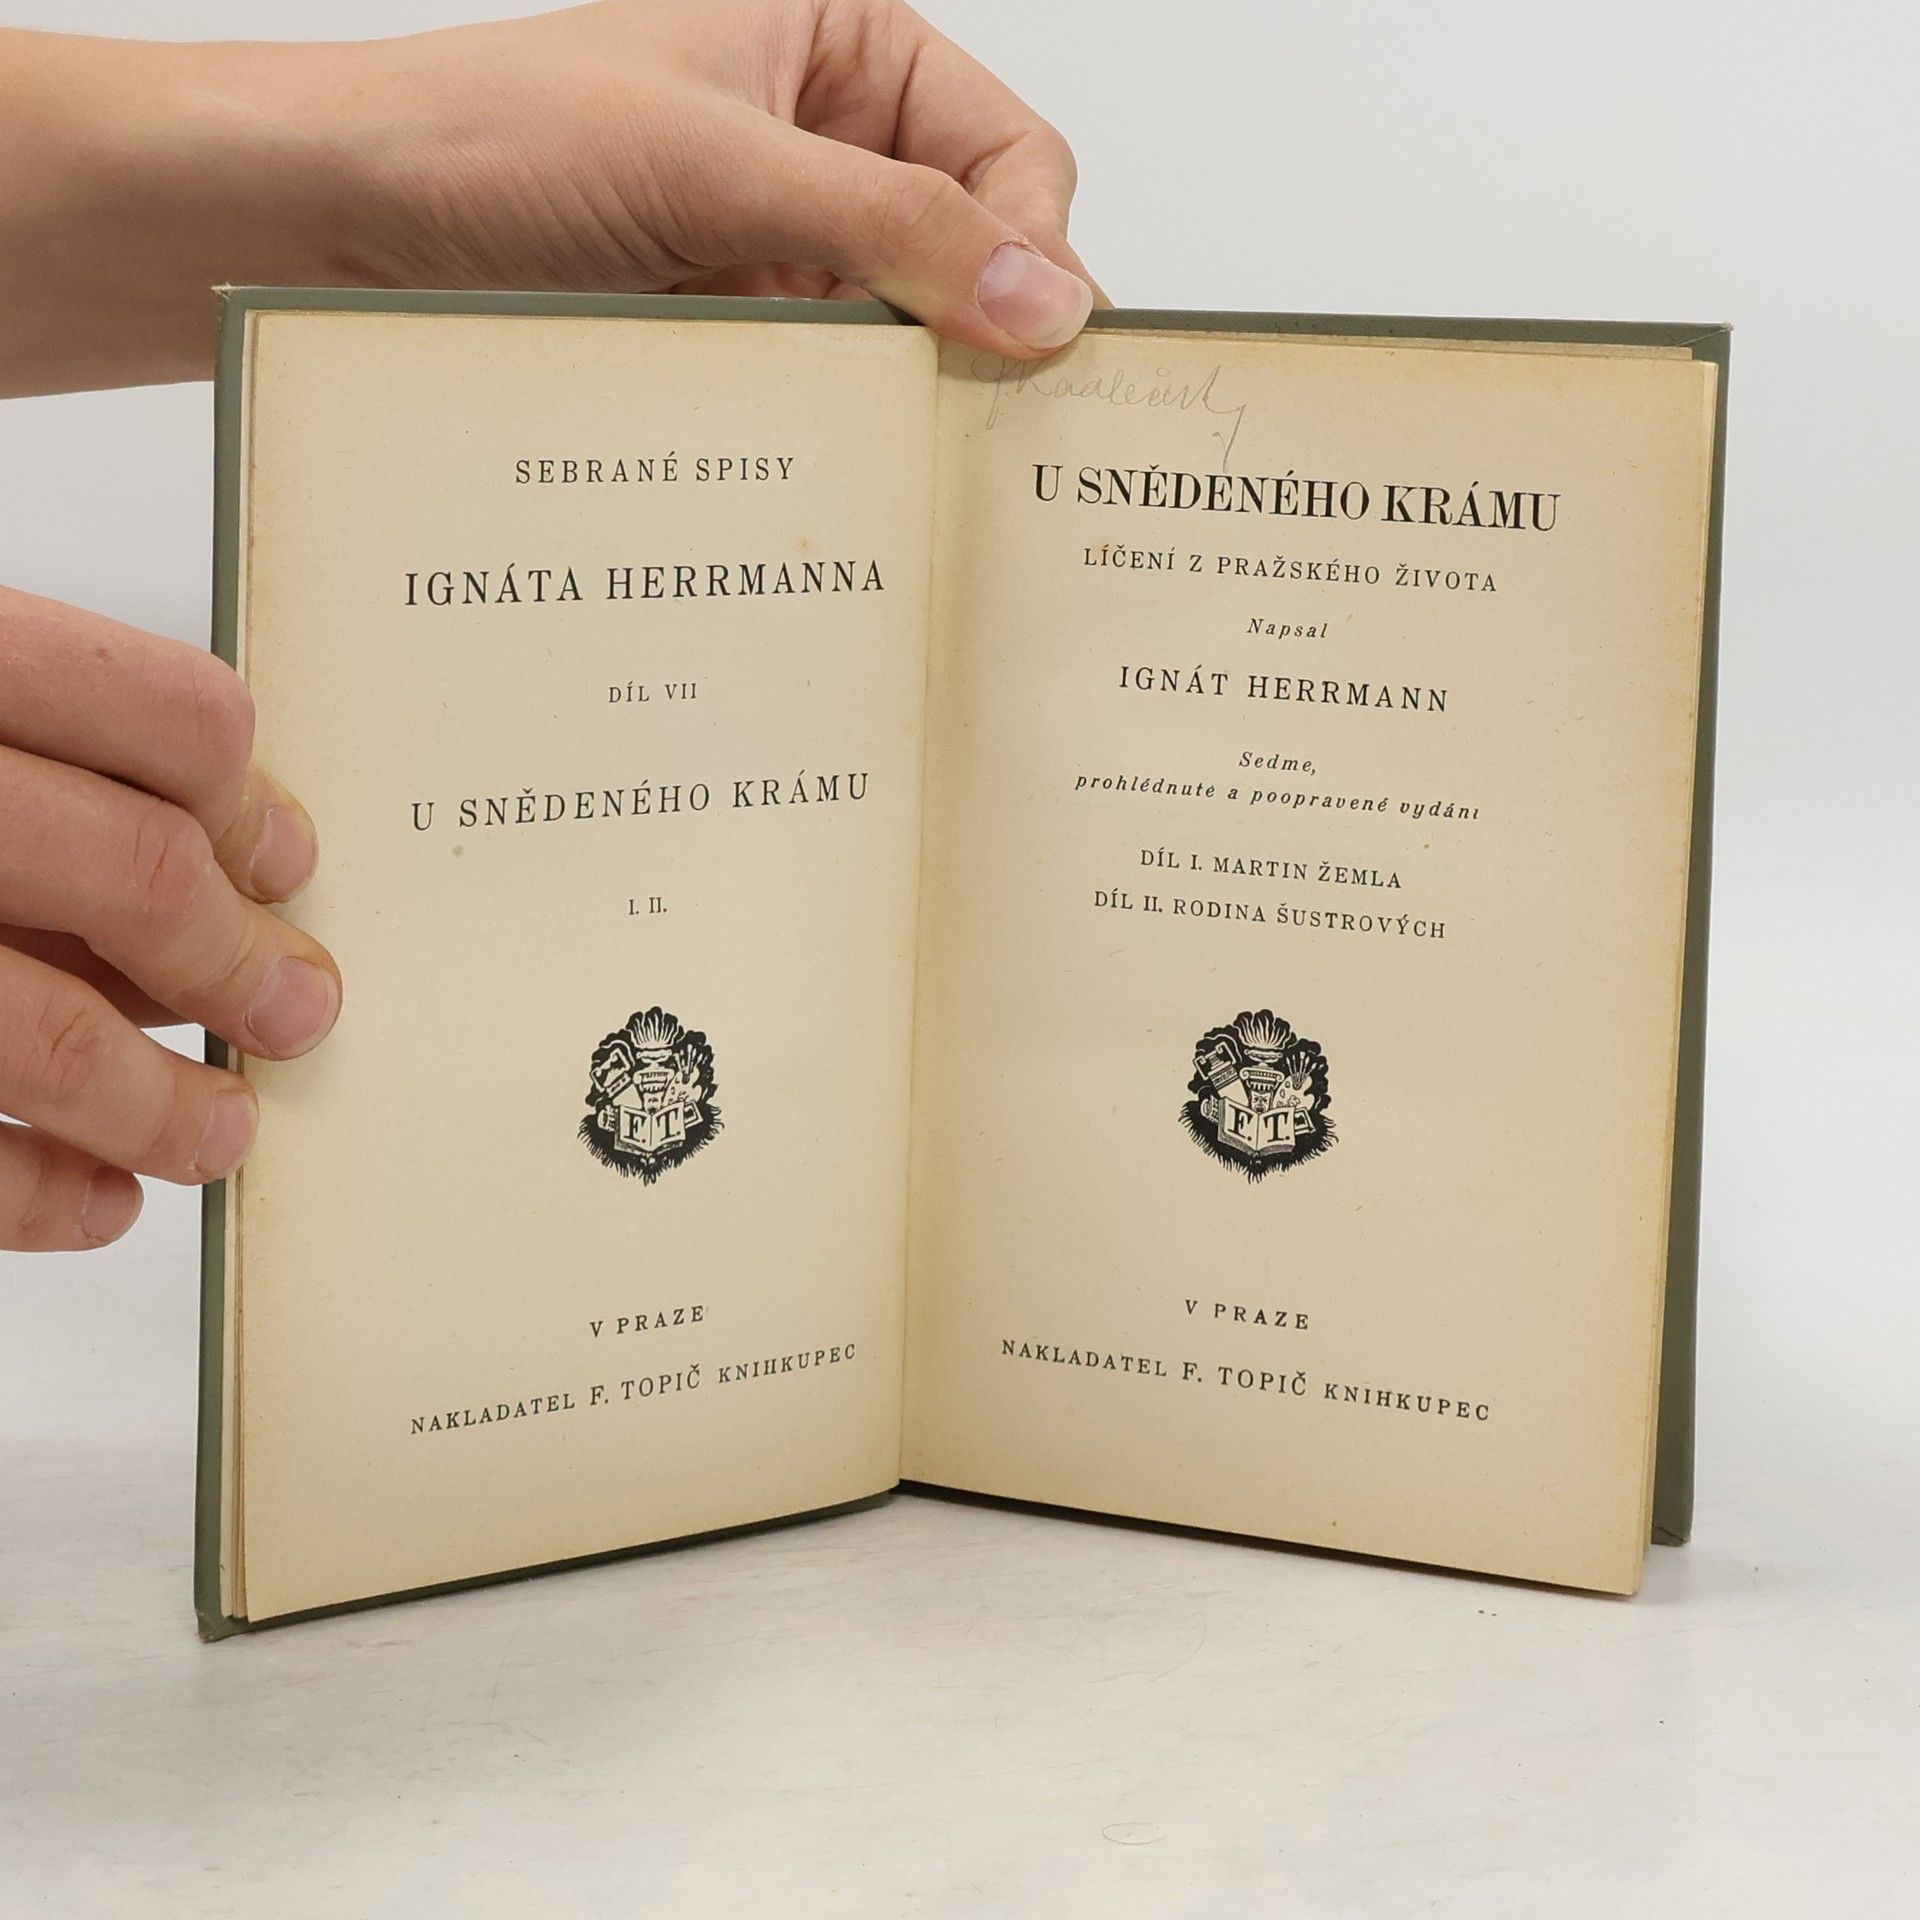 SEBRANÉ SPISY
IGNÁTA HERRMANNA
DÍL VII
U SNĚDENÉHO KRÁMU
I. II.
F. T.
V PRAZE
NAKLADATEL F. TOPIČ KNIHKUPEC
U SNĚDENÉHO KRÁMU
LÍČENÍ Z PRAŽSKÉHO ŽIVOTA
Napsal
IGNÁT HERRMANN
Sedme,
prohlédnuté a poopravené vydání
DÍL I. MARTIN ŽEMLA
DÍL II. RODINA ŠUSTROVÝCH
F. T.
V PRAZE
NAKLADATEL F. TOPIČ KNIHKUPEC